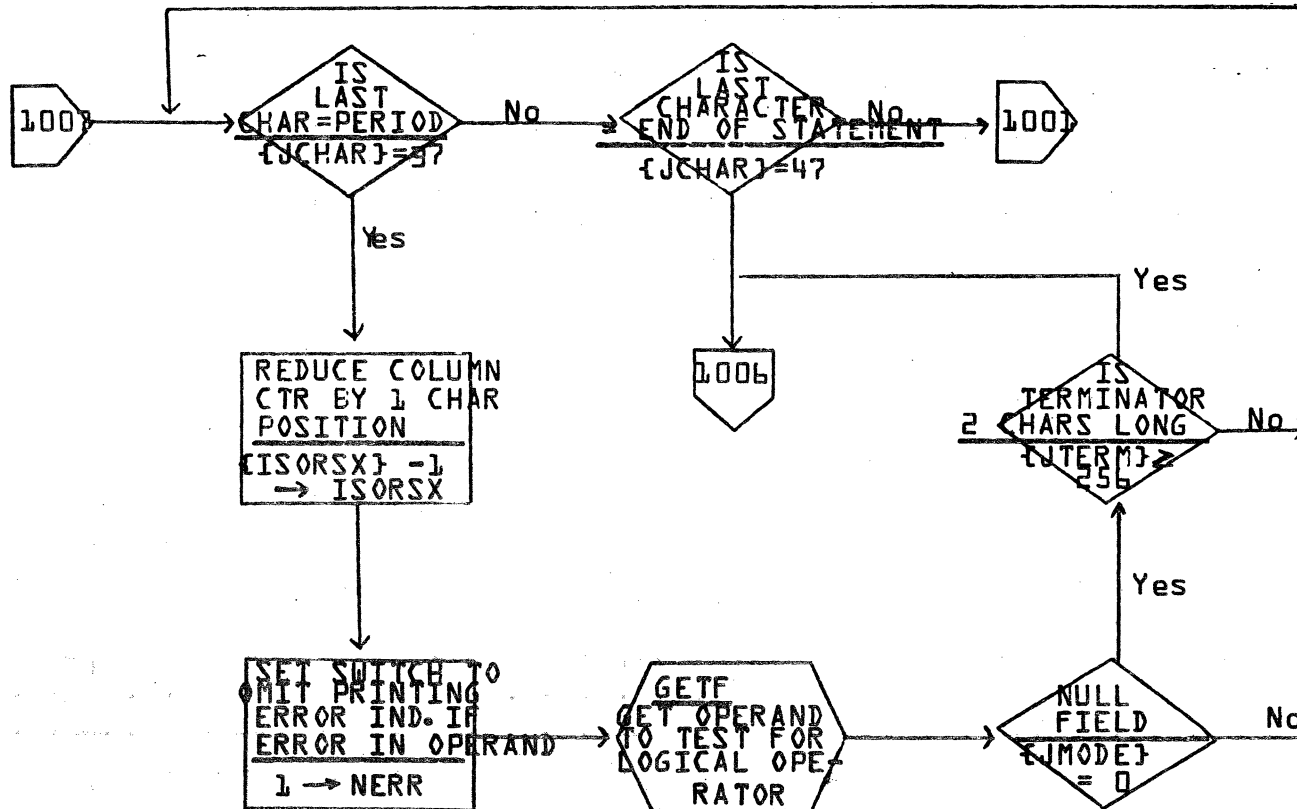 IS
LAST
CHAR=PERIOD
{JCHAR}=37
No
IS
LAST
CHARACTER
= END OF STATEMENT
{JCHAR}=47
No
1001
Yes
Yes
REDUCE COLUMN
CTR BY 1 CHAR
POSITION
{ISORSX} -1
→ ISORSX
1006
IS
TERMINATOR
2 CHARS LONG
{JTERM}≥
256
No
Yes
SET SWITCH TO
OMIT PRINTING
ERROR IND. IF
ERROR IN OPERAND
1 → NERR
GETF
GET OPERAND
TO TEST FOR
LOGICAL OPE-
RATOR
NULL
FIELD
{JMODE}
= 0
No